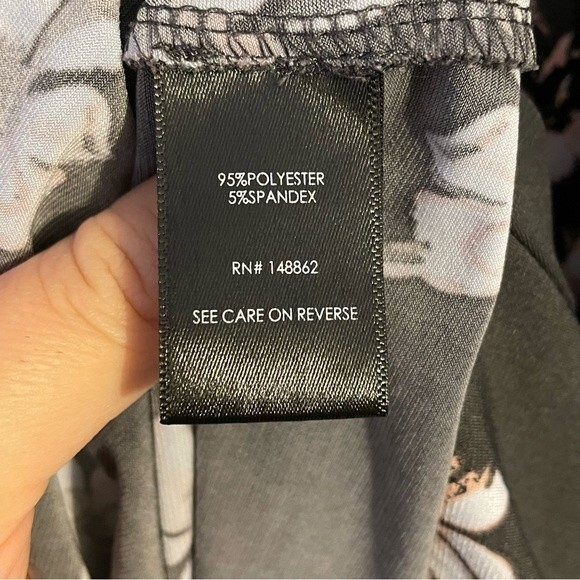 95%POLYESTER
5%SPANDEX
RN# 148862
SEE CARE ON REVERSE